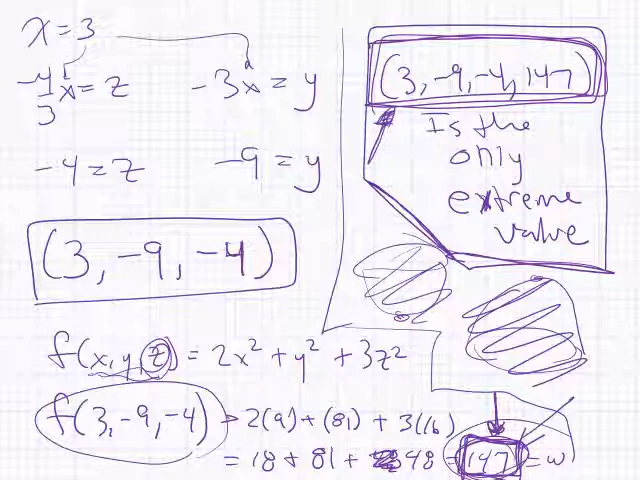 x = 3
-4/3 x = z
-3x = y
-4 = z
-9 = y
(3, -9, -4)
f(x, y, z) = 2x² + y² + 3z²
f(3, -9, -4) = 2(9) + (81) + 3(16)
= 18 + 81 + 48 = 147 = w
(3, -9, -4, 147)
Is the
only
extreme
value